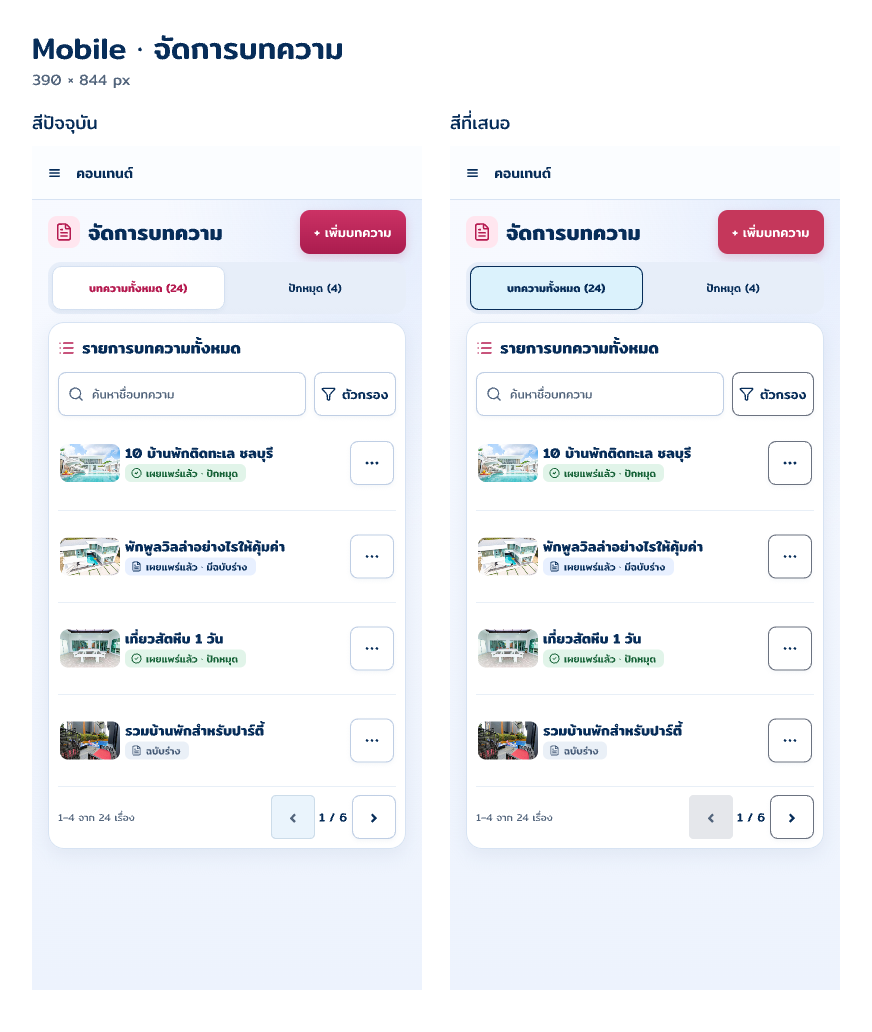 Mobile · จัดการบทความ
390 × 844 px
สีปัจจุบัน
คอนเทนต์
จัดการบทความ
+ เพิ่มบทความ
บทความทั้งหมด (24)
ปักหมุด (4)
รายการบทความทั้งหมด
ค้นหาชื่อบทความ
ตัวกรอง
10 บ้านพักติดทะเล ชลบุรี
เผยแพร่แล้ว · ปักหมุด
พักพูลวิลล่าอย่างไรให้คุ้มค่า
เผยแพร่แล้ว · มีฉบับร่าง
เที่ยวสัตหีบ 1 วัน
เผยแพร่แล้ว · ปักหมุด
รวมบ้านพักสำหรับปาร์ตี้
ฉบับร่าง
1–4 จาก 24 เรื่อง
1 / 6
สีที่เสนอ
คอนเทนต์
จัดการบทความ
+ เพิ่มบทความ
บทความทั้งหมด (24)
ปักหมุด (4)
รายการบทความทั้งหมด
ค้นหาชื่อบทความ
ตัวกรอง
10 บ้านพักติดทะเล ชลบุรี
เผยแพร่แล้ว · ปักหมุด
พักพูลวิลล่าอย่างไรให้คุ้มค่า
เผยแพร่แล้ว · มีฉบับร่าง
เที่ยวสัตหีบ 1 วัน
เผยแพร่แล้ว · ปักหมุด
รวมบ้านพักสำหรับปาร์ตี้
ฉบับร่าง
1–4 จาก 24 เรื่อง
1 / 6